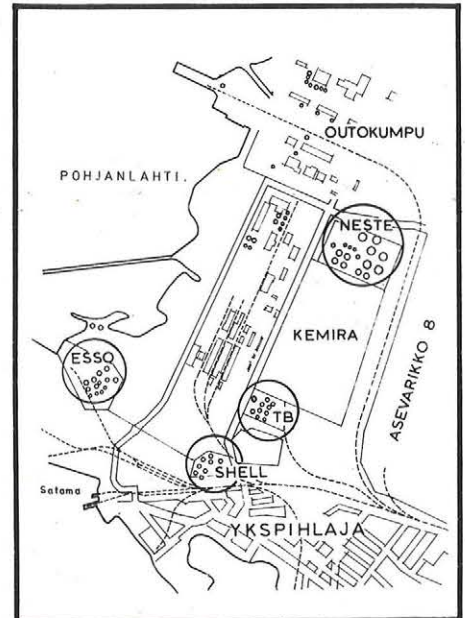 OUTOKUMPU
POHJANLAHTI.
NESTE
KEMIRA
ASEVARIKKO 8
ESSO
TB
SHELL
Satama
YKSPIHLAJA